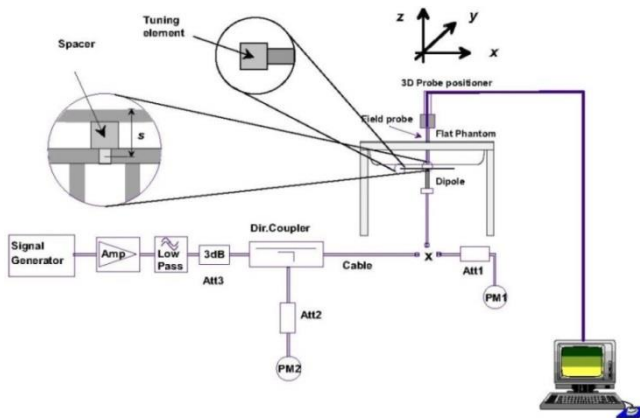 Tuning
element
Spacer
s
z
y
x
3D Probe positioner
Field probe
Flat Phantom
Dipole
Signal
Generator
Amp
Low
Pass
3dB
Att3
Dir.Coupler
Cable
x
Att1
PM1
Att2
PM2